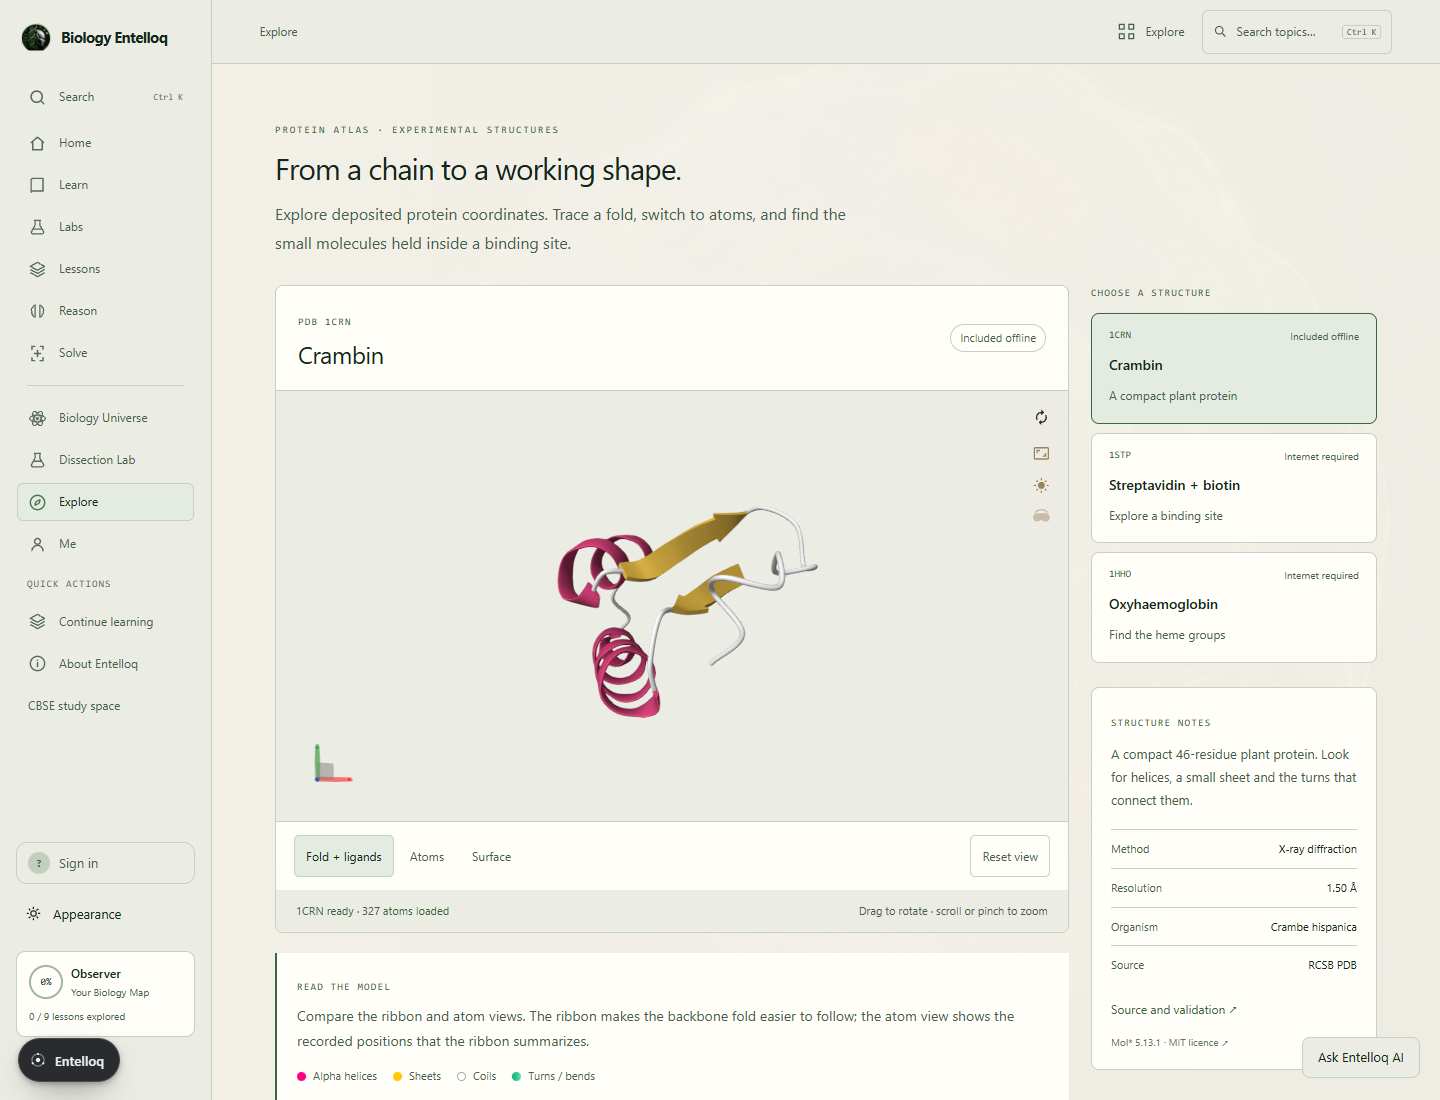 Biology Entelloq
Search Ctrl K
Home
Learn
Labs
Lessons
Reason
Solve
Biology Universe
Dissection Lab
Explore
Me
QUICK ACTIONS
Continue learning
About Entelloq
CBSE study space
? Sign in
Appearance
0% Observer
Your Biology Map
0 / 9 lessons explored
Entelloq
Explore
Explore
Search topics... Ctrl K
PROTEIN ATLAS · EXPERIMENTAL STRUCTURES
From a chain to a working shape.
Explore deposited protein coordinates. Trace a fold, switch to atoms, and find the
small molecules held inside a binding site.
PDB 1CRN
Crambin
Included offline
Fold + ligands Atoms Surface Reset view
1CRN ready · 327 atoms loaded Drag to rotate · scroll or pinch to zoom
READ THE MODEL
Compare the ribbon and atom views. The ribbon makes the backbone fold easier to follow; the atom view shows the
recorded positions that the ribbon summarizes.
Alpha helices Sheets Coils Turns / bends
CHOOSE A STRUCTURE
1CRN Included offline
Crambin
A compact plant protein
1STP Internet required
Streptavidin + biotin
Explore a binding site
1HHO Internet required
Oxyhaemoglobin
Find the heme groups
STRUCTURE NOTES
A compact 46-residue plant protein. Look
for helices, a small sheet and the turns that
connect them.
Method X-ray diffraction
Resolution 1.50 Å
Organism Crambe hispanica
Source RCSB PDB
Source and validation ↗
Mol* 5.13.1 · MIT licence ↗
Ask Entelloq AI